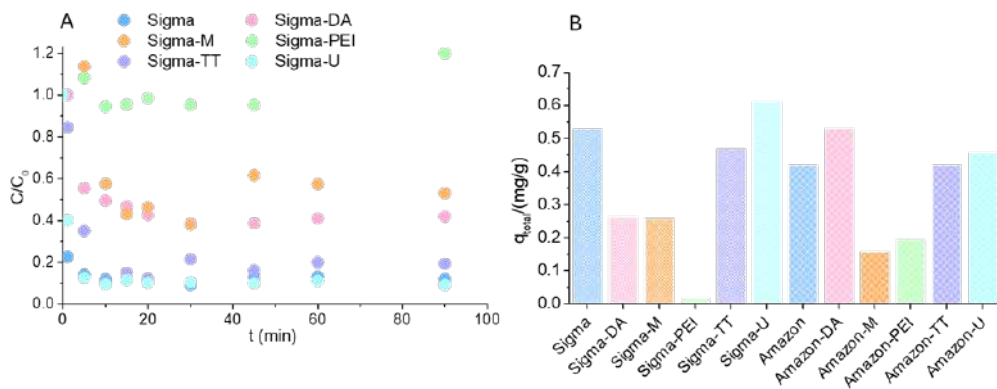 A
Sigma
Sigma-M
Sigma-TT
Sigma-DA
Sigma-PEI
Sigma-U
1.2
1.0
0.8
0.6
0.4
0.2
0.0
C/C₀
0
20
40
60
80
100
t (min)
B
0.7
0.6
0.5
0.4
0.3
0.2
0.1
0.0
qtotal/(mg/g)
Sigma
Sigma-DA
Sigma-M
Sigma-PEI
Sigma-TT
Sigma-U
Amazon
Amazon-DA
Amazon-M
Amazon-PEI
Amazon-TT
Amazon-U